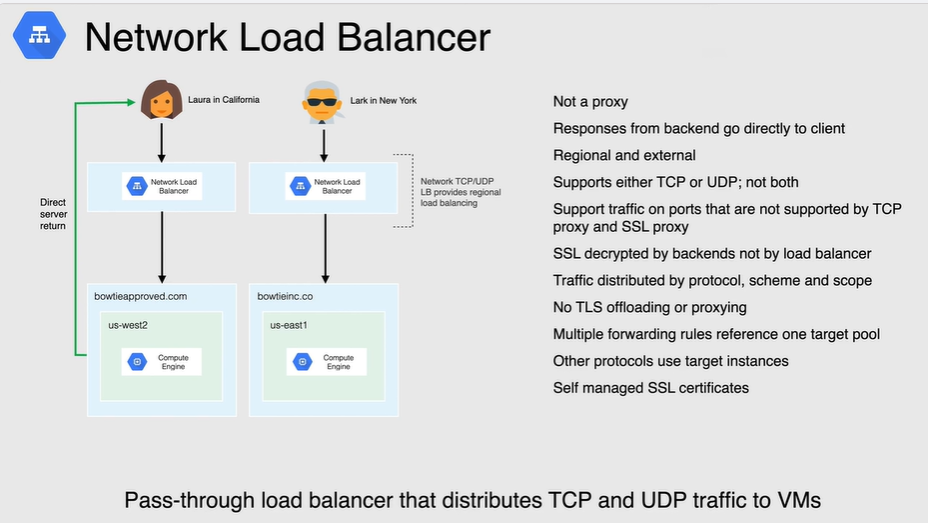 Network Load Balancer
Laura in California
Lark in New York
Network Load
Balancer
Network Load
Balancer
Network TCP/UDP
LB provides regional
load balancing
Direct
server
return
bowtieapproved.com
us-west2
Compute
Engine
bowtieinc.co
us-east1
Compute
Engine
Not a proxy
Responses from backend go directly to client
Regional and external
Supports either TCP or UDP; not both
Support traffic on ports that are not supported by TCP
proxy and SSL proxy
SSL decrypted by backends not by load balancer
Traffic distributed by protocol, scheme and scope
No TLS offloading or proxying
Multiple forwarding rules reference one target pool
Other protocols use target instances
Self managed SSL certificates
Pass-through load balancer that distributes TCP and UDP traffic to VMs